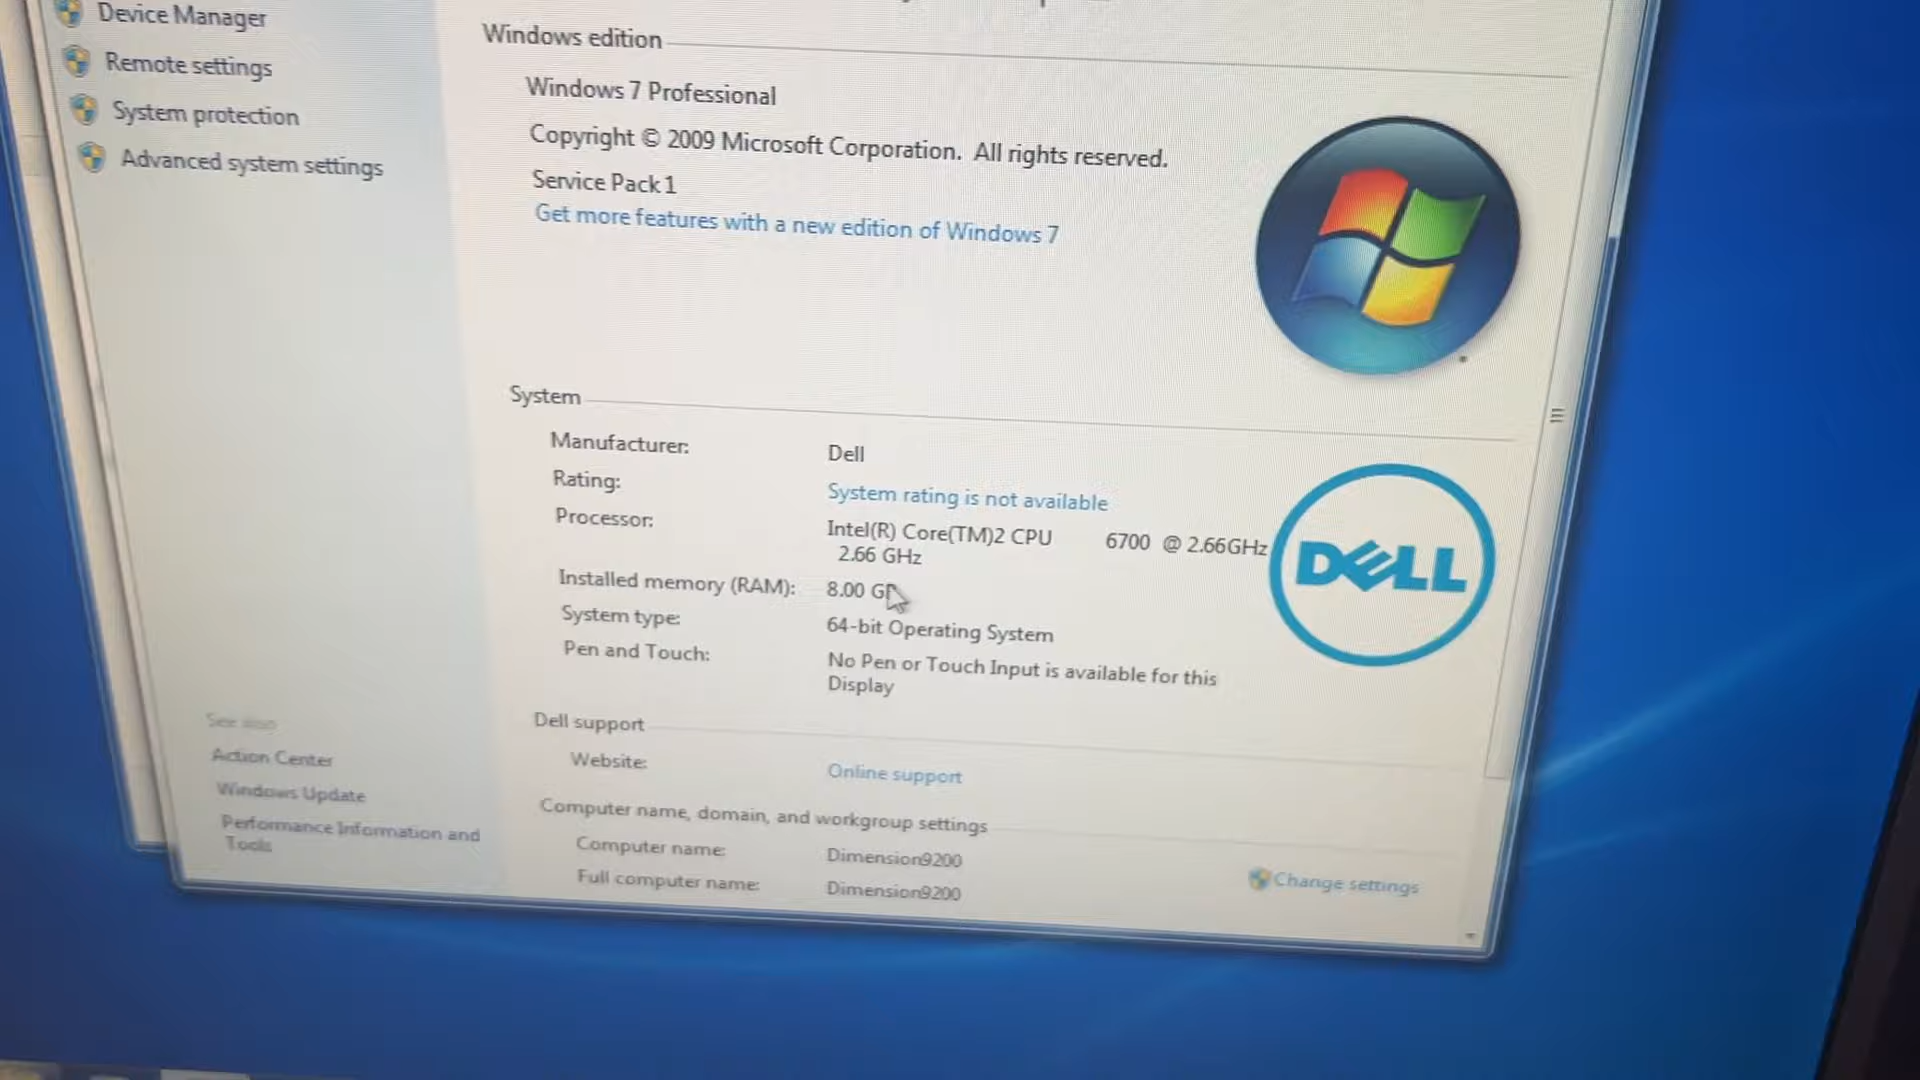 Device Manager
Remote settings
System protection
Advanced system settings
Windows edition
Windows 7 Professional
Copyright © 2009 Microsoft Corporation. All rights reserved.
Service Pack 1
Get more features with a new edition of Windows 7
System
Manufacturer: Dell
Rating: System rating is not available
Processor: Intel(R) Core(TM)2 CPU 6700 @ 2.66GHz
2.66 GHz
Installed memory (RAM): 8.00
System type: 64-bit Operating System
Pen and Touch: No Pen or Touch Input is available for this
Display
DELL
Dell support
Website: Online support
Computer name, domain, and workgroup settings
Computer name: Dimension9200
Full computer name: Dimension9200
Change settings
See also
Action Center
Windows Update
Performance Information and
Tools